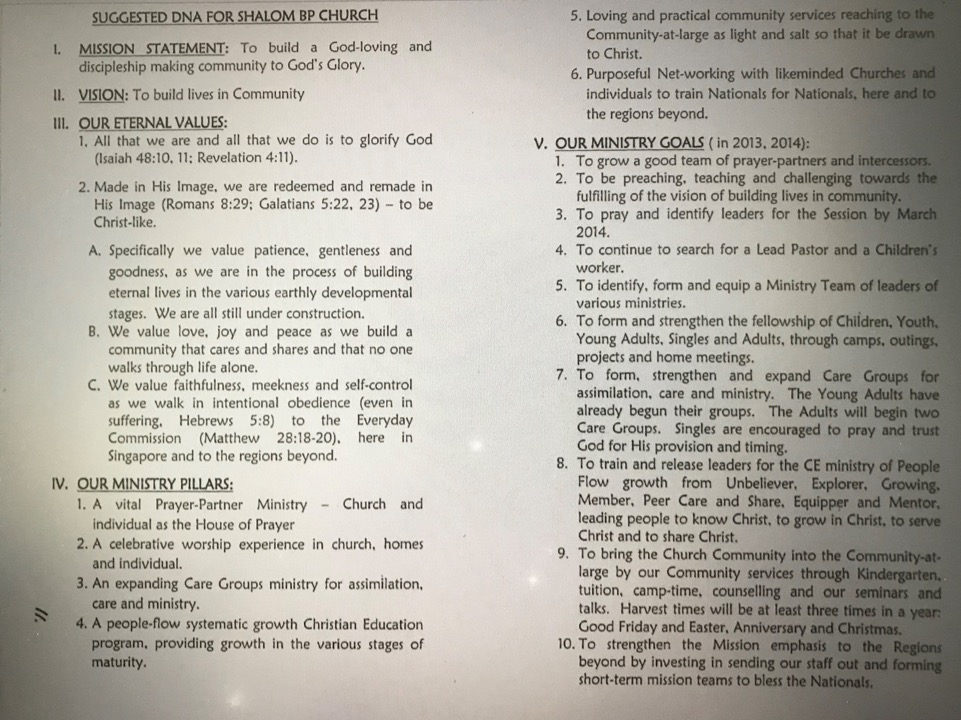 SUGGESTED DNA FOR SHALOM BP CHURCH
I. MISSION STATEMENT: To build a God-loving and
discipleship making community to God's Glory.
II. VISION: To build lives in Community
III. OUR ETERNAL VALUES:
1. All that we are and all that we do is to glorify God
(Isaiah 48:10, 11; Revelation 4:11).
2. Made in His Image, we are redeemed and remade in
His Image (Romans 8:29; Galatians 5:22, 23) – to be
Christ-like.
A. Specifically we value patience, gentleness and
goodness, as we are in the process of building
eternal lives in the various earthly developmental
stages. We are all still under construction.
B. We value love, joy and peace as we build a
community that cares and shares and that no one
walks through life alone.
C. We value faithfulness, meekness and self-control
as we walk in intentional obedience (even in
suffering, Hebrews 5:8) to the Everyday
Commission (Matthew 28:18-20), here in
Singapore and to the regions beyond.
IV. OUR MINISTRY PILLARS:
1. A vital Prayer-Partner Ministry – Church and
individual as the House of Prayer
2. A celebrative worship experience in church, homes
and individual.
3. An expanding Care Groups ministry for assimilation,
care and ministry.
4. A people-flow systematic growth Christian Education
program, providing growth in the various stages of
maturity.
5. Loving and practical community services reaching to the
Community-at-large as light and salt so that it be drawn
to Christ.
6. Purposeful Net-working with likeminded Churches and
individuals to train Nationals for Nationals, here and to
the regions beyond.
V. OUR MINISTRY GOALS ( in 2013, 2014):
1. To grow a good team of prayer-partners and intercessors.
2. To be preaching, teaching and challenging towards the
fulfilling of the vision of building lives in community.
3. To pray and identify leaders for the Session by March
2014.
4. To continue to search for a Lead Pastor and a Children's
worker.
5. To identify, form and equip a Ministry Team of leaders of
various ministries.
6. To form and strengthen the fellowship of Children, Youth,
Young Adults, Singles and Adults, through camps, outings,
projects and home meetings.
7. To form, strengthen and expand Care Groups for
assimilation, care and ministry. The Young Adults have
already begun their groups. The Adults will begin two
Care Groups. Singles are encouraged to pray and trust
God for His provision and timing.
8. To train and release leaders for the CE ministry of People
Flow growth from Unbeliever, Explorer, Growing,
Member, Peer Care and Share, Equipper and Mentor,
leading people to know Christ, to grow in Christ, to serve
Christ and to share Christ.
9. To bring the Church Community into the Community-at-
large by our Community services through Kindergarten,
tuition, camp-time, counselling and our seminars and
talks. Harvest times will be at least three times in a year:
Good Friday and Easter, Anniversary and Christmas.
10. To strengthen the Mission emphasis to the Regions
beyond by investing in sending our staff out and forming
short-term mission teams to bless the Nationals.